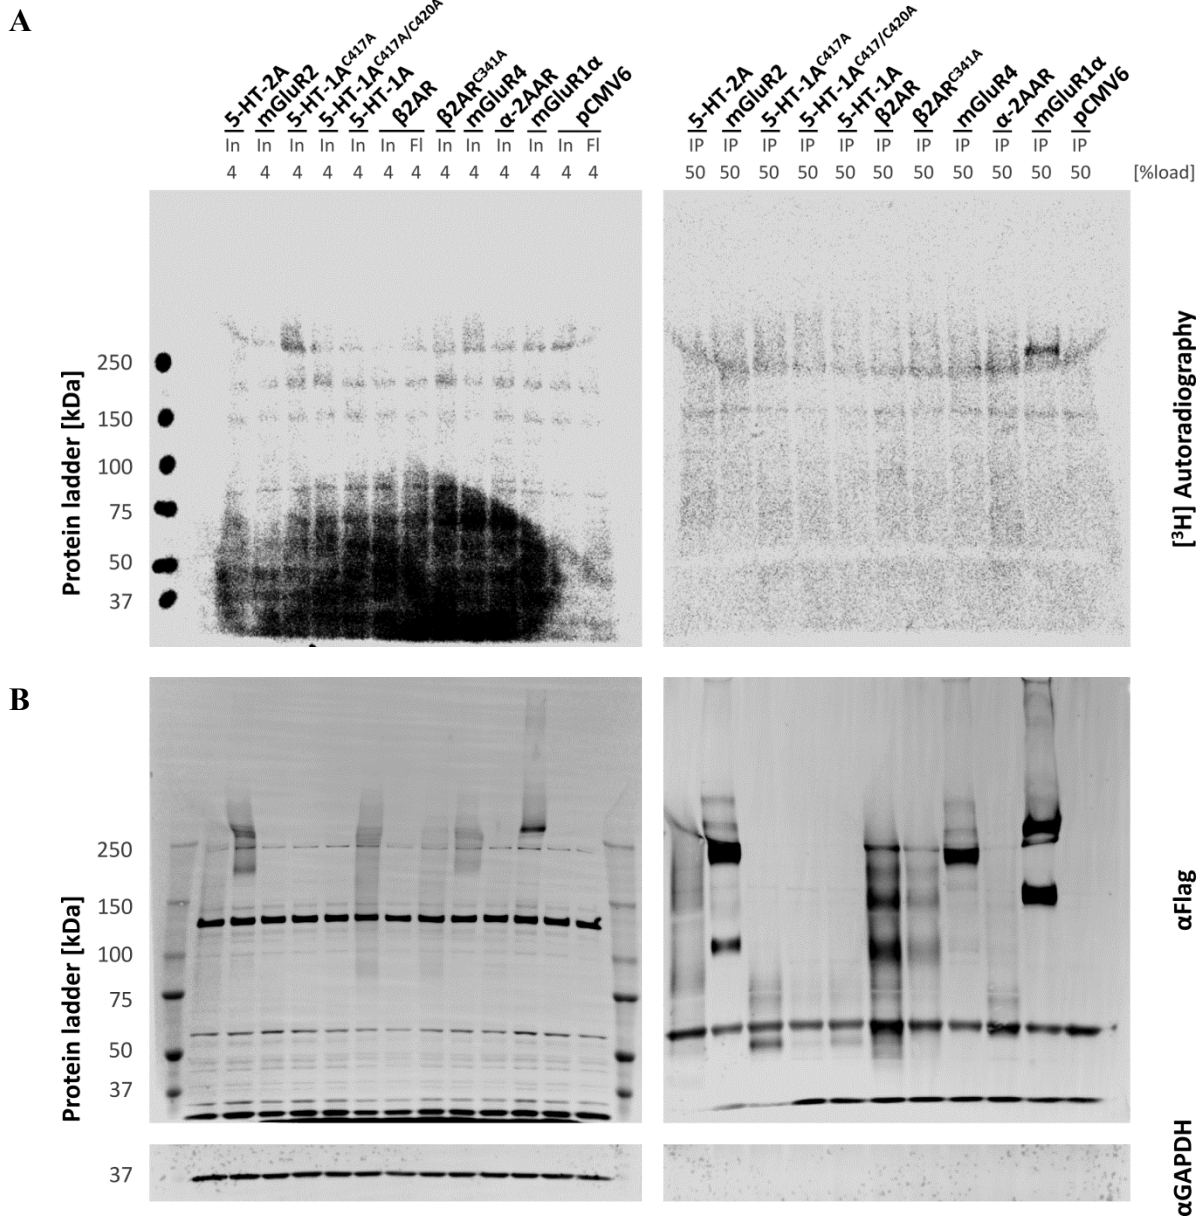 A
5-HT-2A
mGluR2
5-HT-1A^C417A
5-HT-1A^C417A/C420A
5-HT-1A
β2AR
β2AR^C341A
mGluR4
α-2AAR
mGluR1α
pCMV6
In In In In In In Fl In In In In In Fl
4 4 4 4 4 4 4 4 4 4 4 4 4
5-HT-2A
mGluR2
5-HT-1A^C417A
5-HT-1A^C417/C420A
5-HT-1A
β2AR
β2AR^C341A
mGluR4
α-2AAR
mGluR1α
pCMV6
IP IP IP IP IP IP IP IP IP IP IP
50 50 50 50 50 50 50 50 50 50 50 [%load]
Protein ladder [kDa]
250
150
100
75
50
37
[³H] Autoradiography
B
Protein ladder [kDa]
250
150
100
75
50
37
αFlag
37
αGAPDH